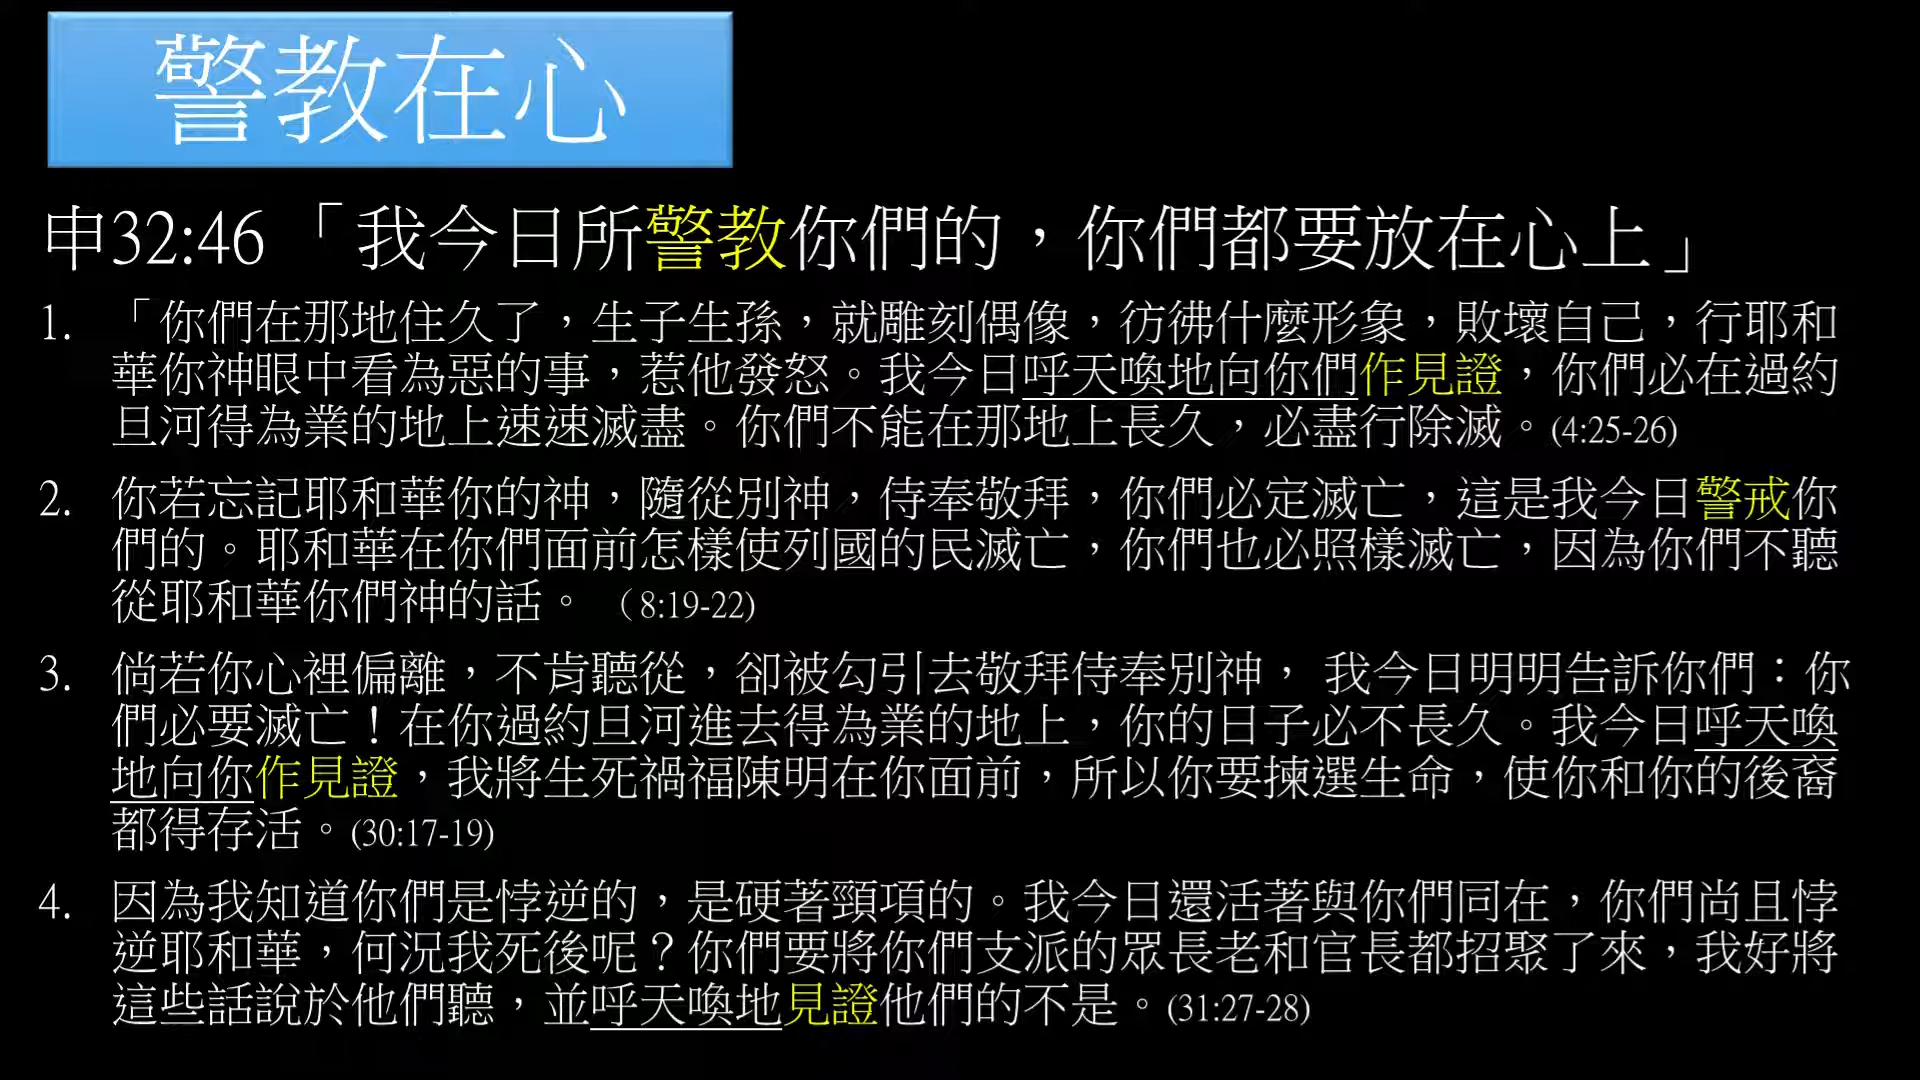 警教在心
申32:46 「我今日所警教你們的，你們都要放在心上」
1. 「你們在那地住久了，生子生孫，就雕刻偶像，彷彿什麼形象，敗壞自己，行耶和
華你神眼中看為惡的事，惹他發怒。我今日呼天喚地向你們作見證，你們必在過約
旦河得為業的地上速速滅盡。你們不能在那地上長久，必盡行除滅。(4:25-26)
2. 你若忘記耶和華你的神，隨從別神，侍奉敬拜，你們必定滅亡，這是我今日警戒你
們的。耶和華在你們面前怎樣使列國的民滅亡，你們也必照樣滅亡，因為你們不聽
從耶和華你們神的話。 （8:19-22)
3. 倘若你心裡偏離，不肯聽從，卻被勾引去敬拜侍奉別神， 我今日明明告訴你們：你
們必要滅亡！在你過約旦河進去得為業的地上，你的日子必不長久。我今日呼天喚
地向你作見證，我將生死禍福陳明在你面前，所以你要揀選生命，使你和你的後裔
都得存活。(30:17-19)
4. 因為我知道你們是悖逆的，是硬著頸項的。我今日還活著與你們同在，你們尚且悖
逆耶和華，何況我死後呢？你們要將你們支派的眾長老和官長都招聚了來，我好將
這些話說於他們聽，並呼天喚地見證他們的不是。(31:27-28)